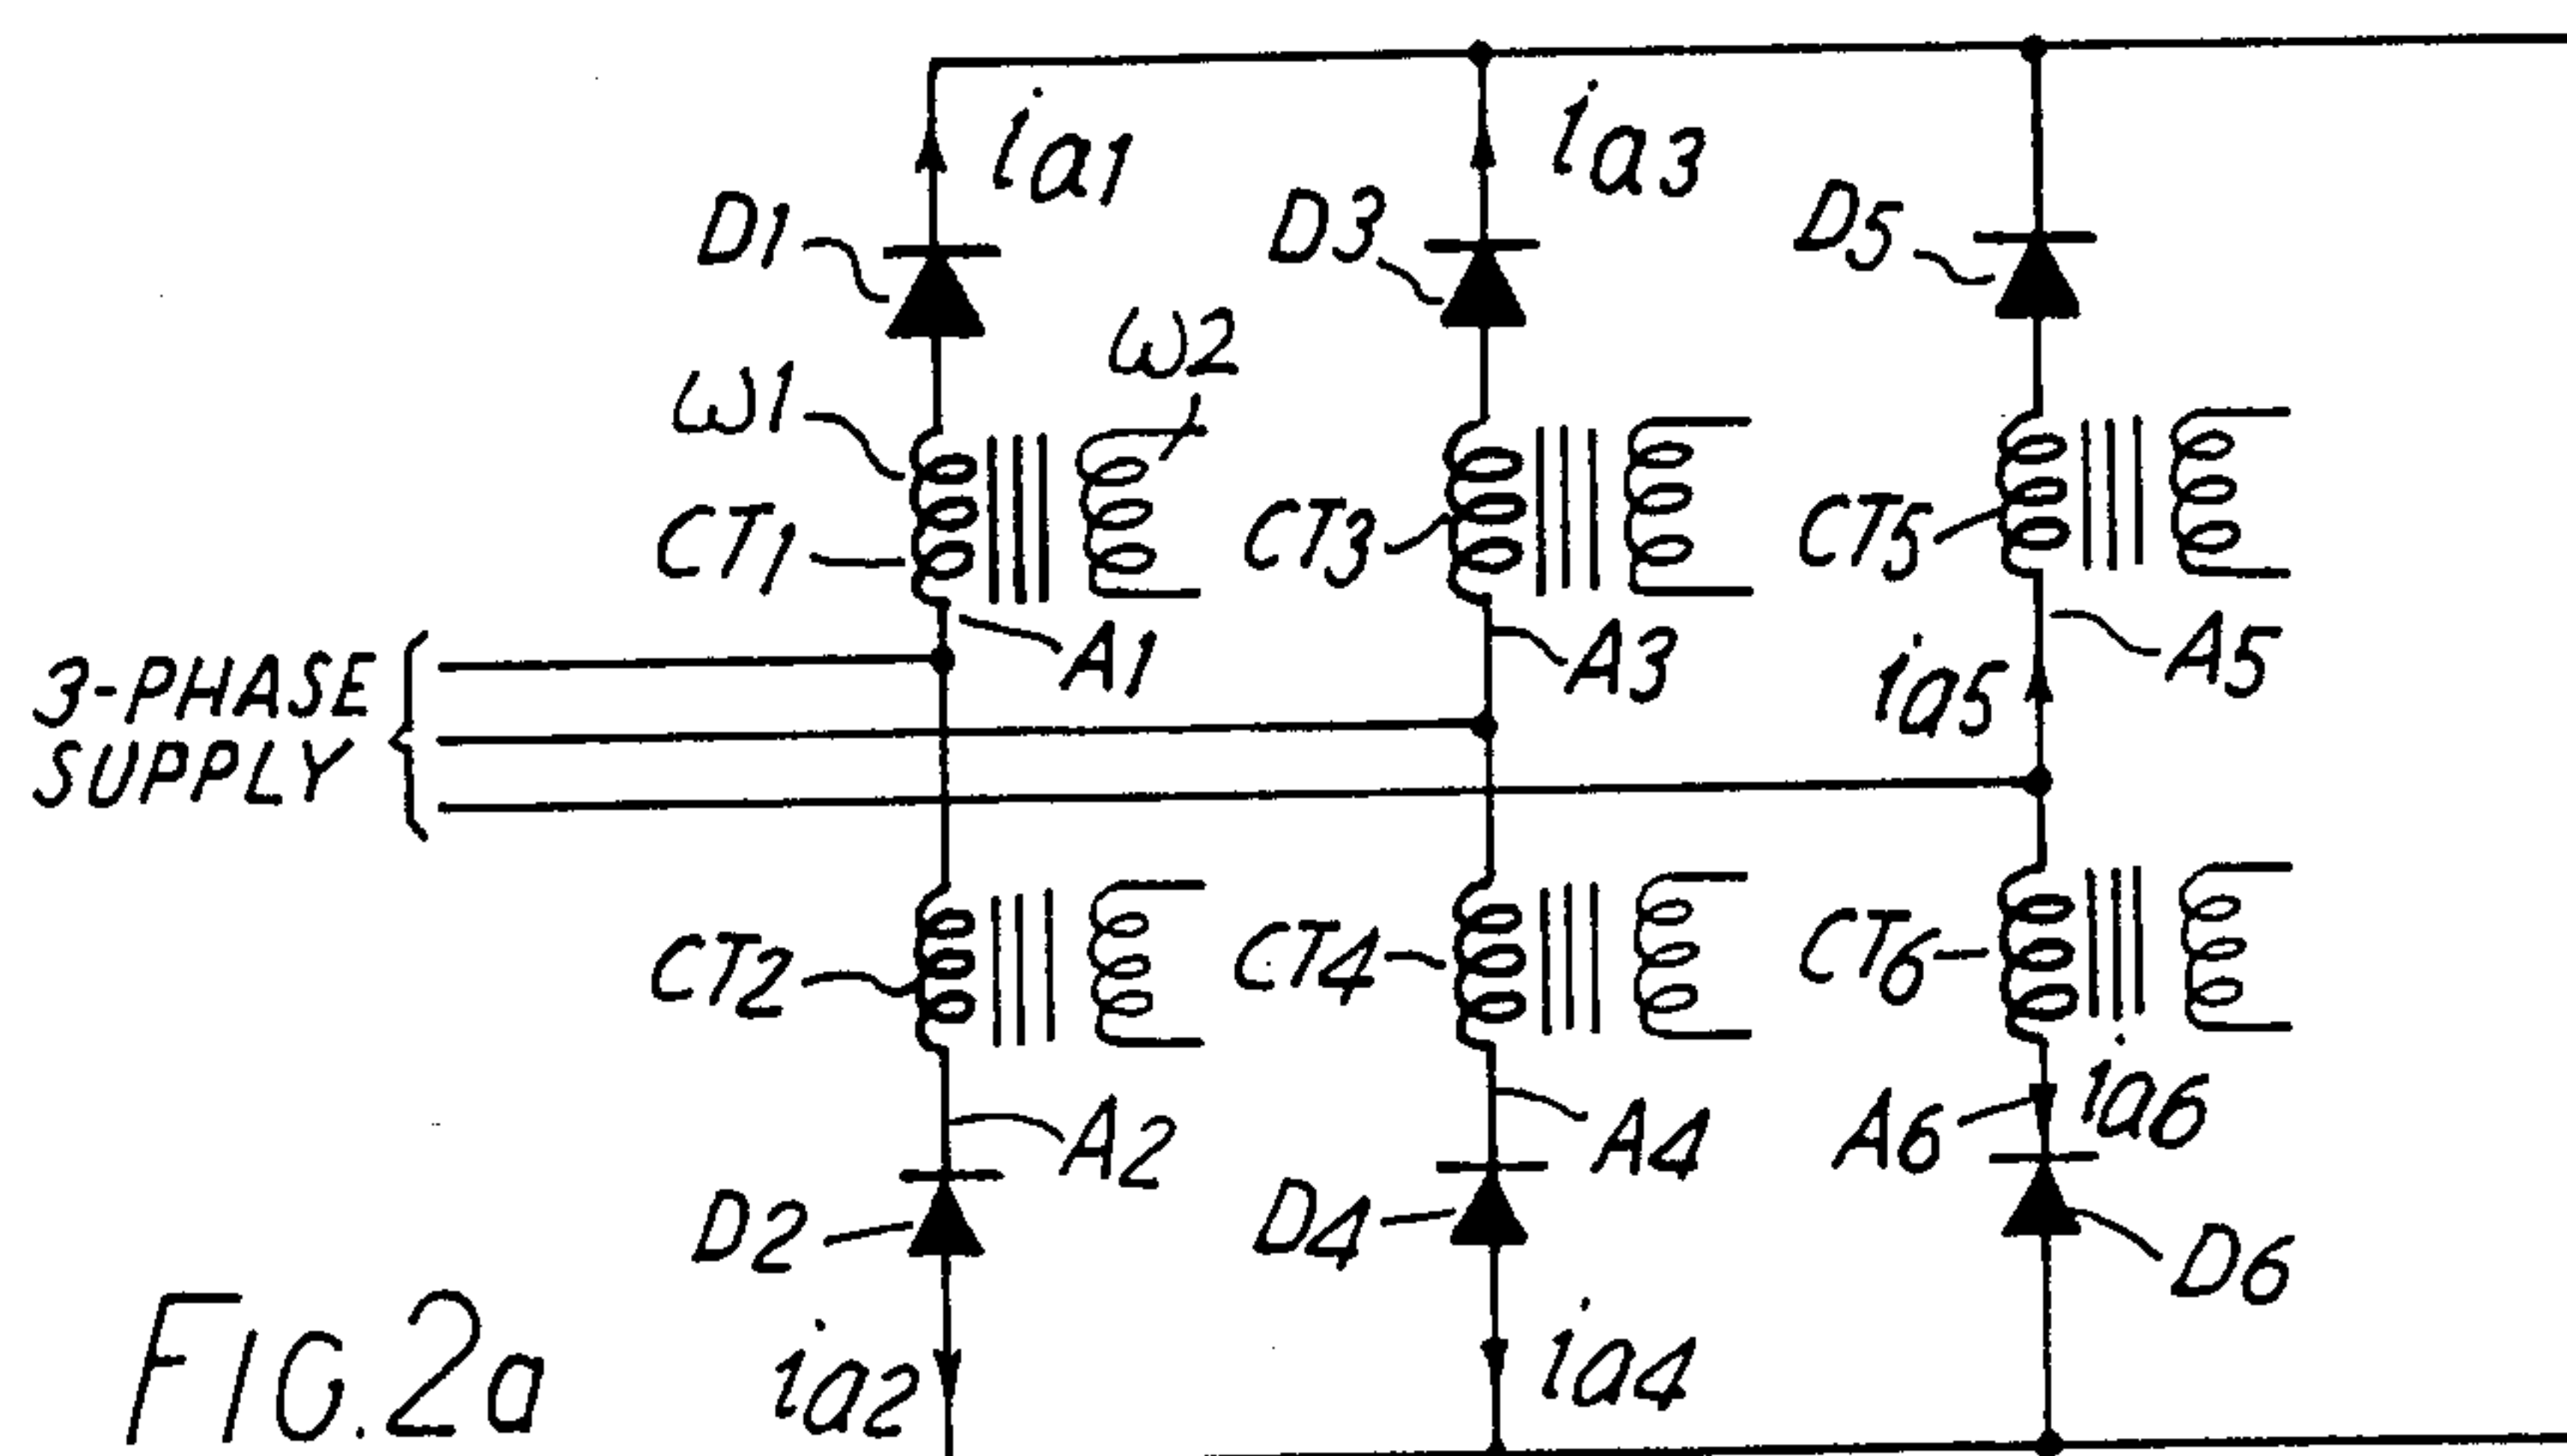 ia1
ia3
D1
D3
D5
ω2
ω1
CT1
CT3
CT5
A1
A3
A5
3-PHASE
SUPPLY
ia5
CT2
CT4
CT6
A2
A4
A6
ia6
D2
D4
D6
ia2
ia4
FIG.2a